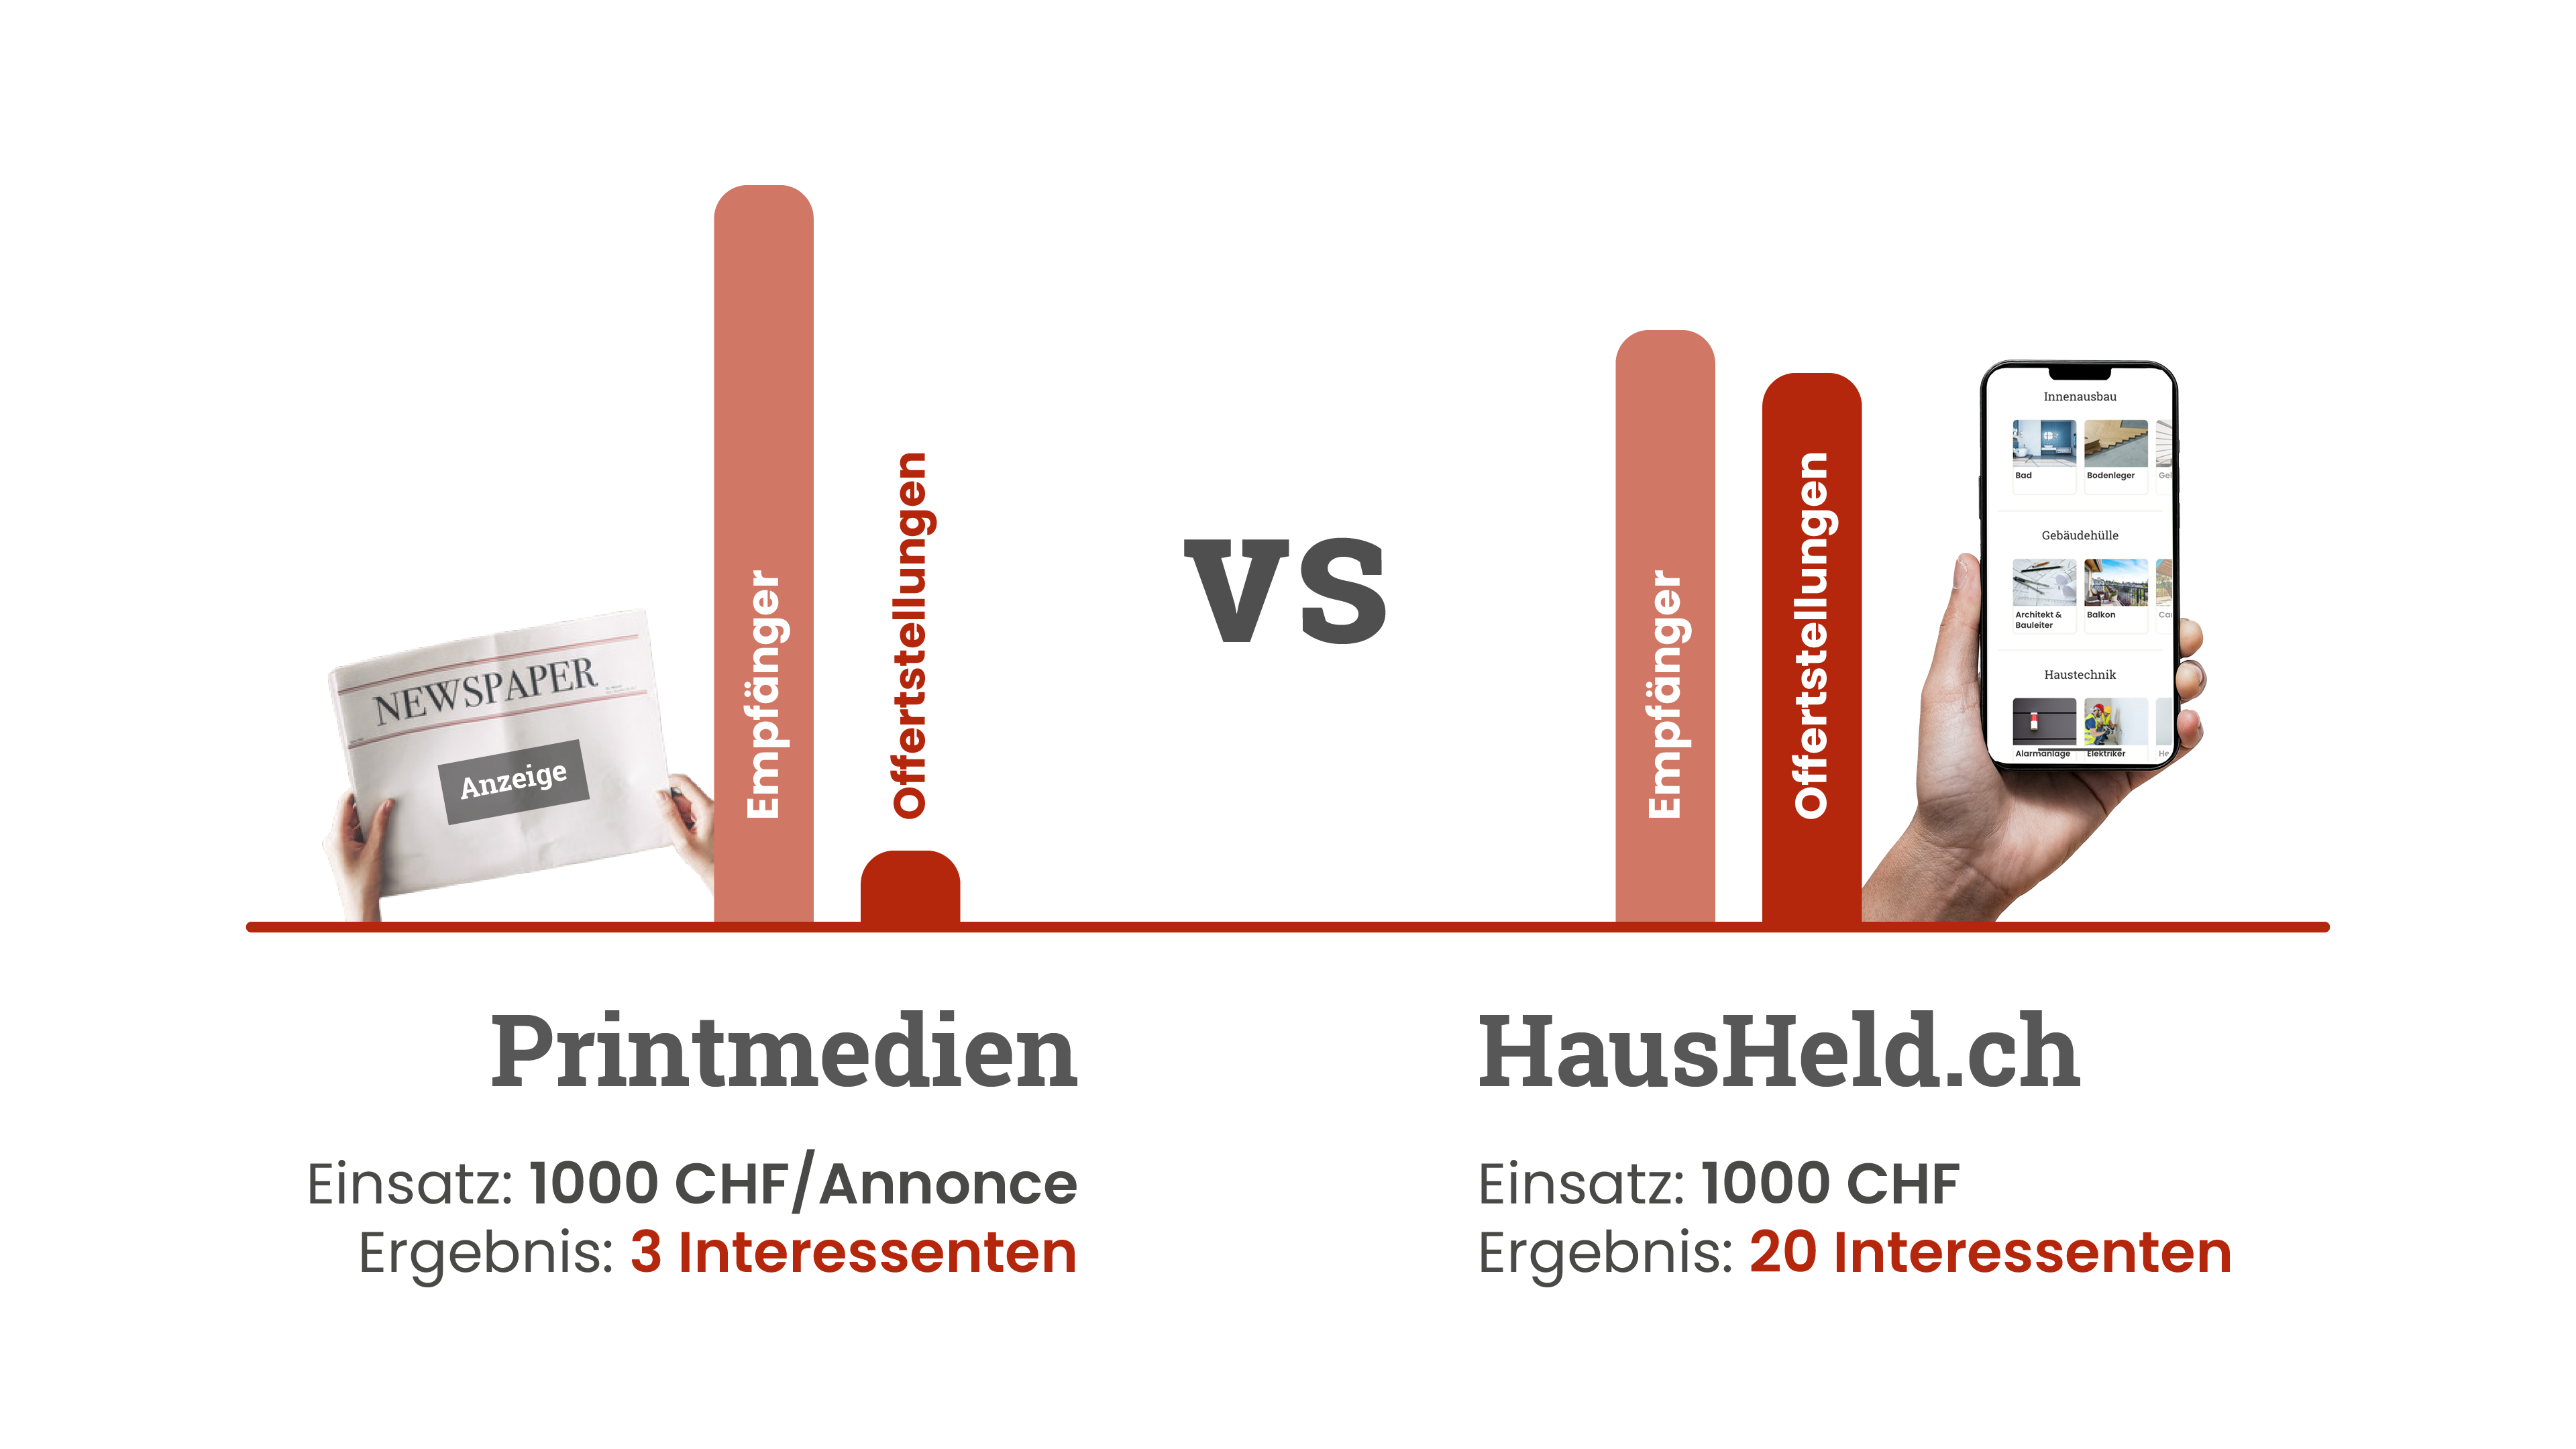 NEWSPAPER
Anzeige
Empfänger
Offertstellungen
vs
Empfänger
Offertstellungen
Innenausbau
Bad
Bodenleger
Gebäudehülle
Architekt &
Bauleiter
Balkon
Haustechnik
Alarmanlage
Elektriker
Printmedien
Einsatz: 1000 CHF/Annonce
Ergebnis: 3 Interessenten
HausHeld.ch
Einsatz: 1000 CHF
Ergebnis: 20 Interessenten